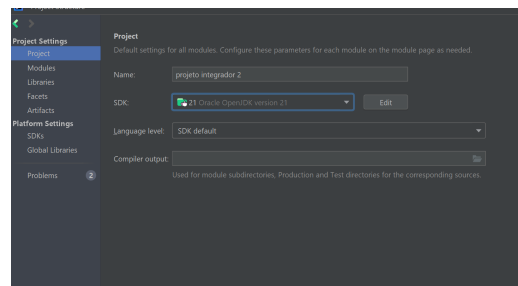 Project Structure
Project Settings
Project
Modules
Libraries
Facets
Artifacts
Platform Settings
SDKs
Global Libraries
Problems 2
Project
Default settings for all modules. Configure these parameters for each module on the module page as needed.
Name: projeto integrador 2
SDK: 21 Oracle OpenJDK version 21 Edit
Language level: SDK default
Compiler output:
Used for module subdirectories, Production and Test directories for the corresponding sources.